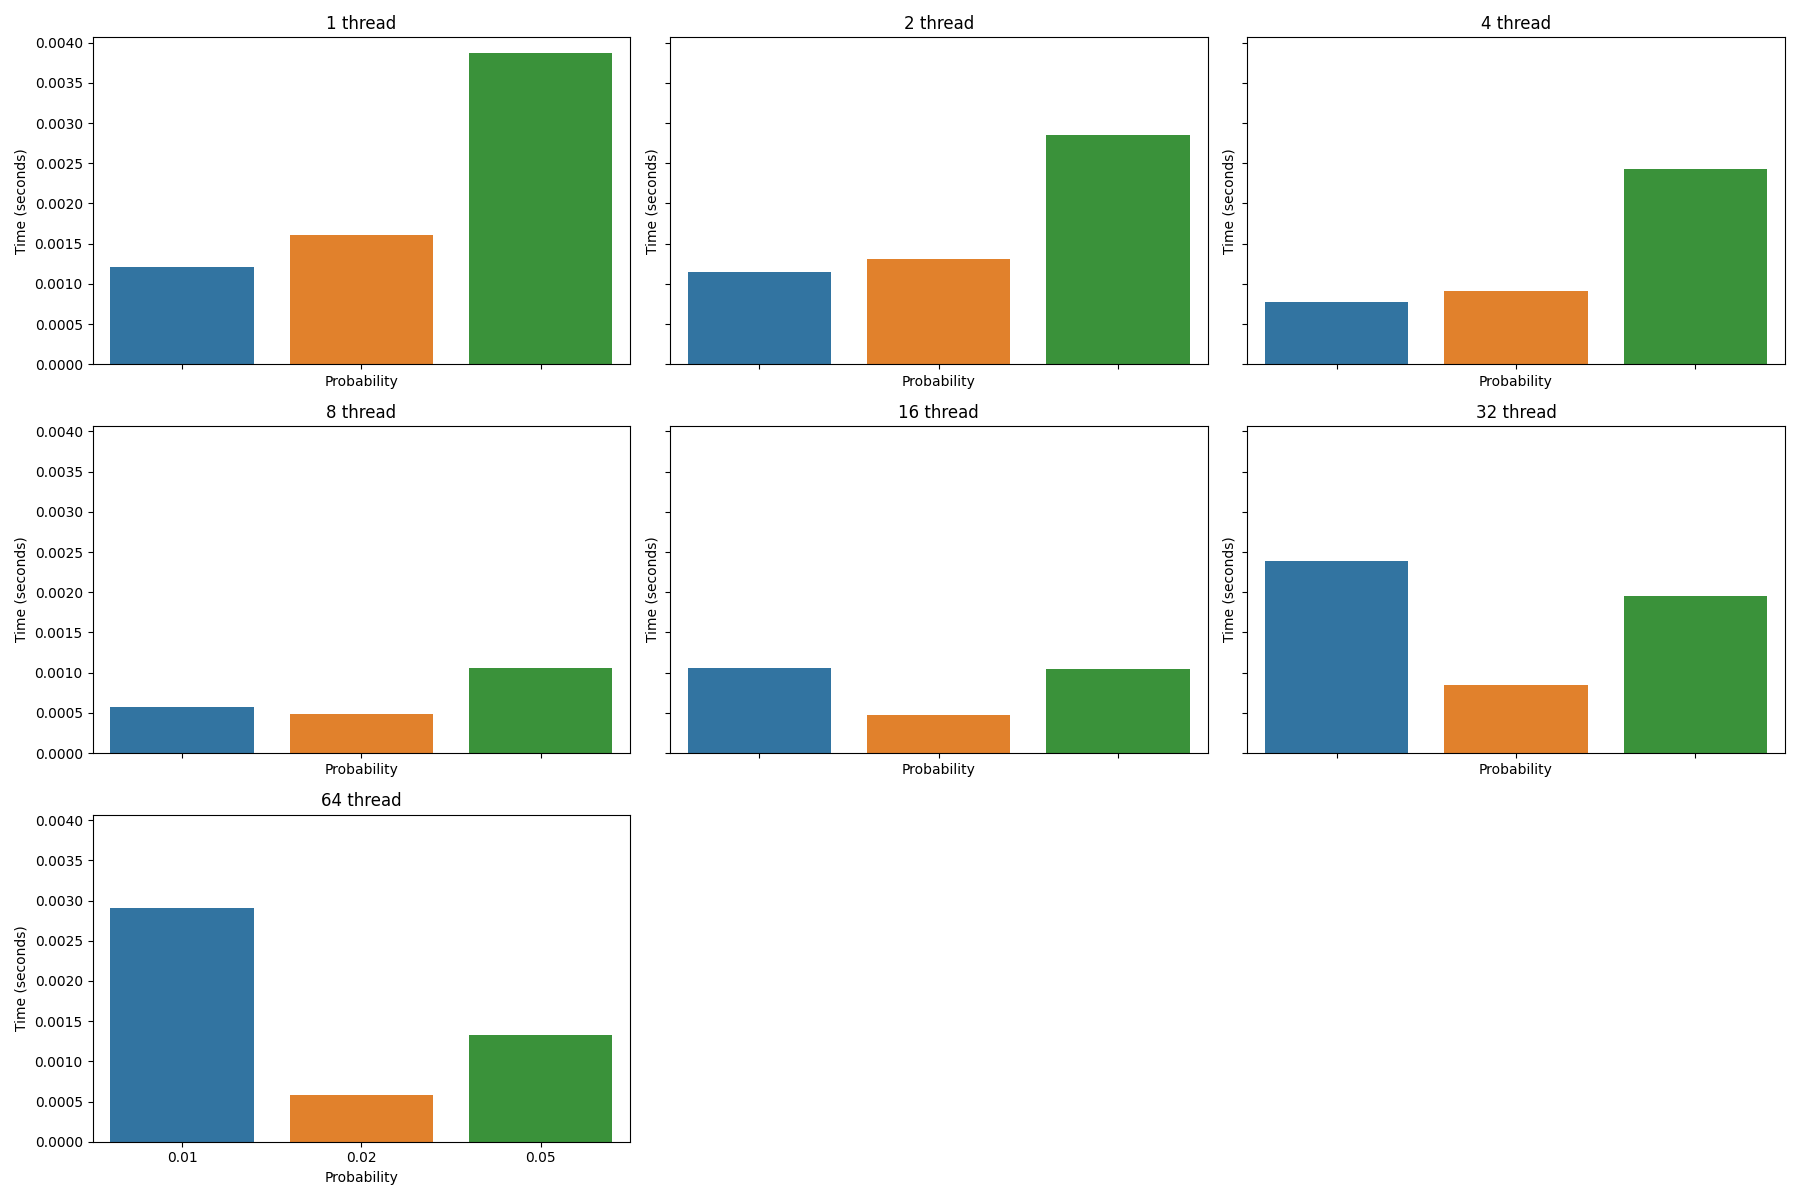 1 thread
2 thread
4 thread
0.0040
0.0035
0.0030
0.0025
0.0020
0.0015
0.0010
0.0005
0.0000
Time (seconds)
Time (seconds)
Time (seconds)
Probability
Probability
Probability
8 thread
16 thread
32 thread
0.0040
0.0035
0.0030
0.0025
0.0020
0.0015
0.0010
0.0005
0.0000
Time (seconds)
Time (seconds)
Time (seconds)
Probability
Probability
Probability
64 thread
0.0040
0.0035
0.0030
0.0025
0.0020
0.0015
0.0010
0.0005
0.0000
Time (seconds)
0.01 0.02 0.05
Probability